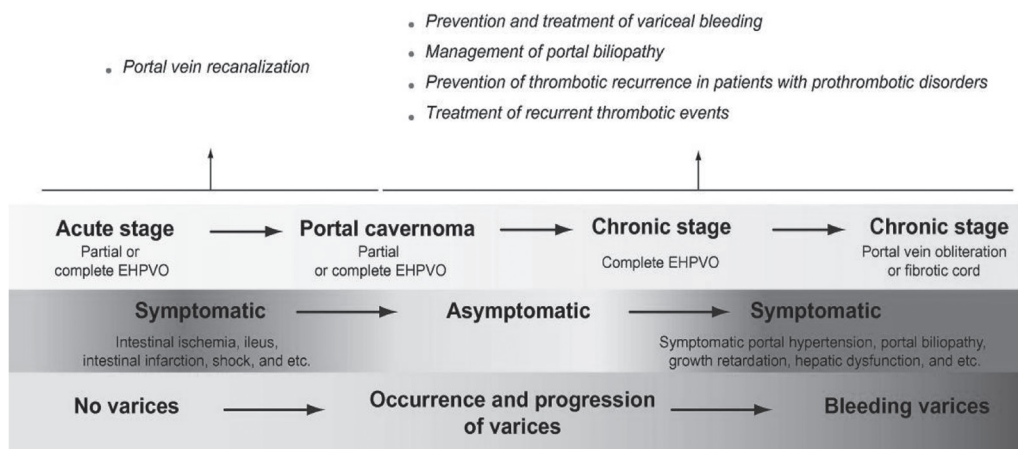 Portal vein recanalization
Prevention and treatment of variceal bleeding
Management of portal biliopathy
Prevention of thrombotic recurrence in patients with prothrombotic disorders
Treatment of recurrent thrombotic events
Acute stage
Partial or
complete EHPVO
Portal cavernoma
Partial
or complete EHPVO
Chronic stage
Complete EHPVO
Chronic stage
Portal vein obliteration
or fibrotic cord
Symptomatic
Intestinal ischemia, ileus,
intestinal infarction, shock, and etc.
Asymptomatic
Symptomatic
Symptomatic portal hypertension, portal biliopathy,
growth retardation, hepatic dysfunction, and etc.
No varices
Occurrence and progression
of varices
Bleeding varices